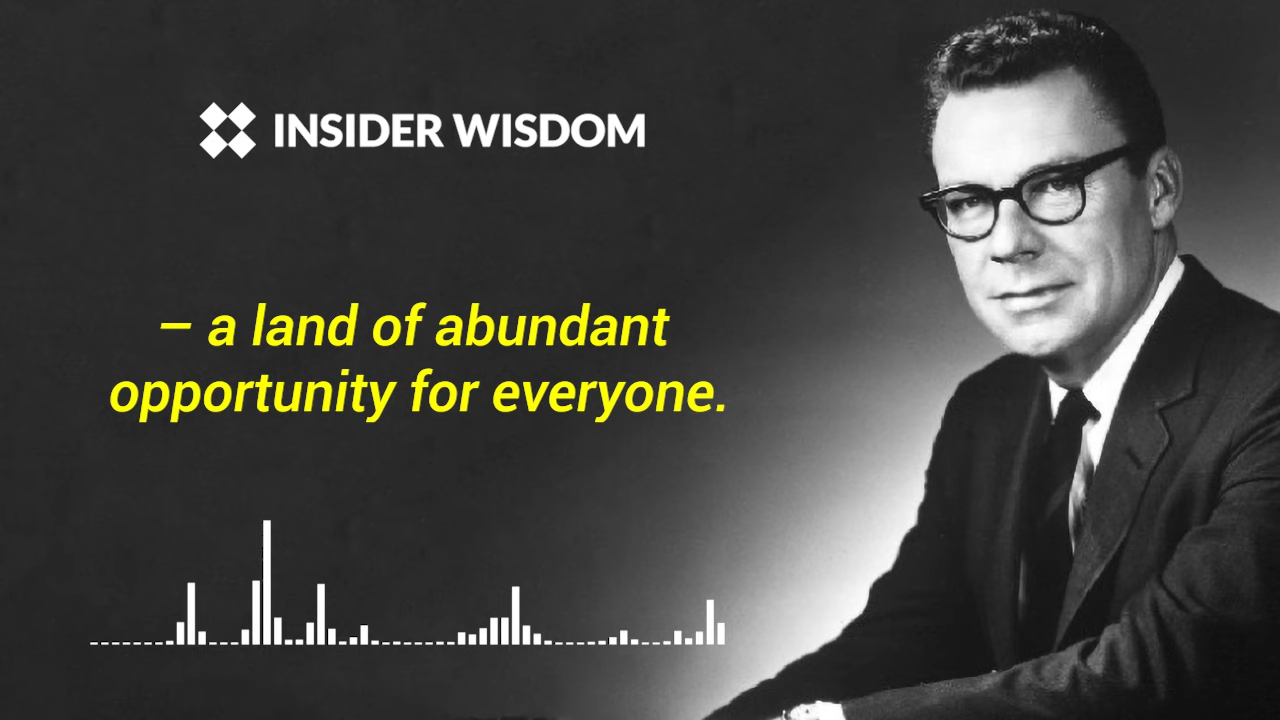 INSIDER WISDOM
– a land of abundant
opportunity for everyone.